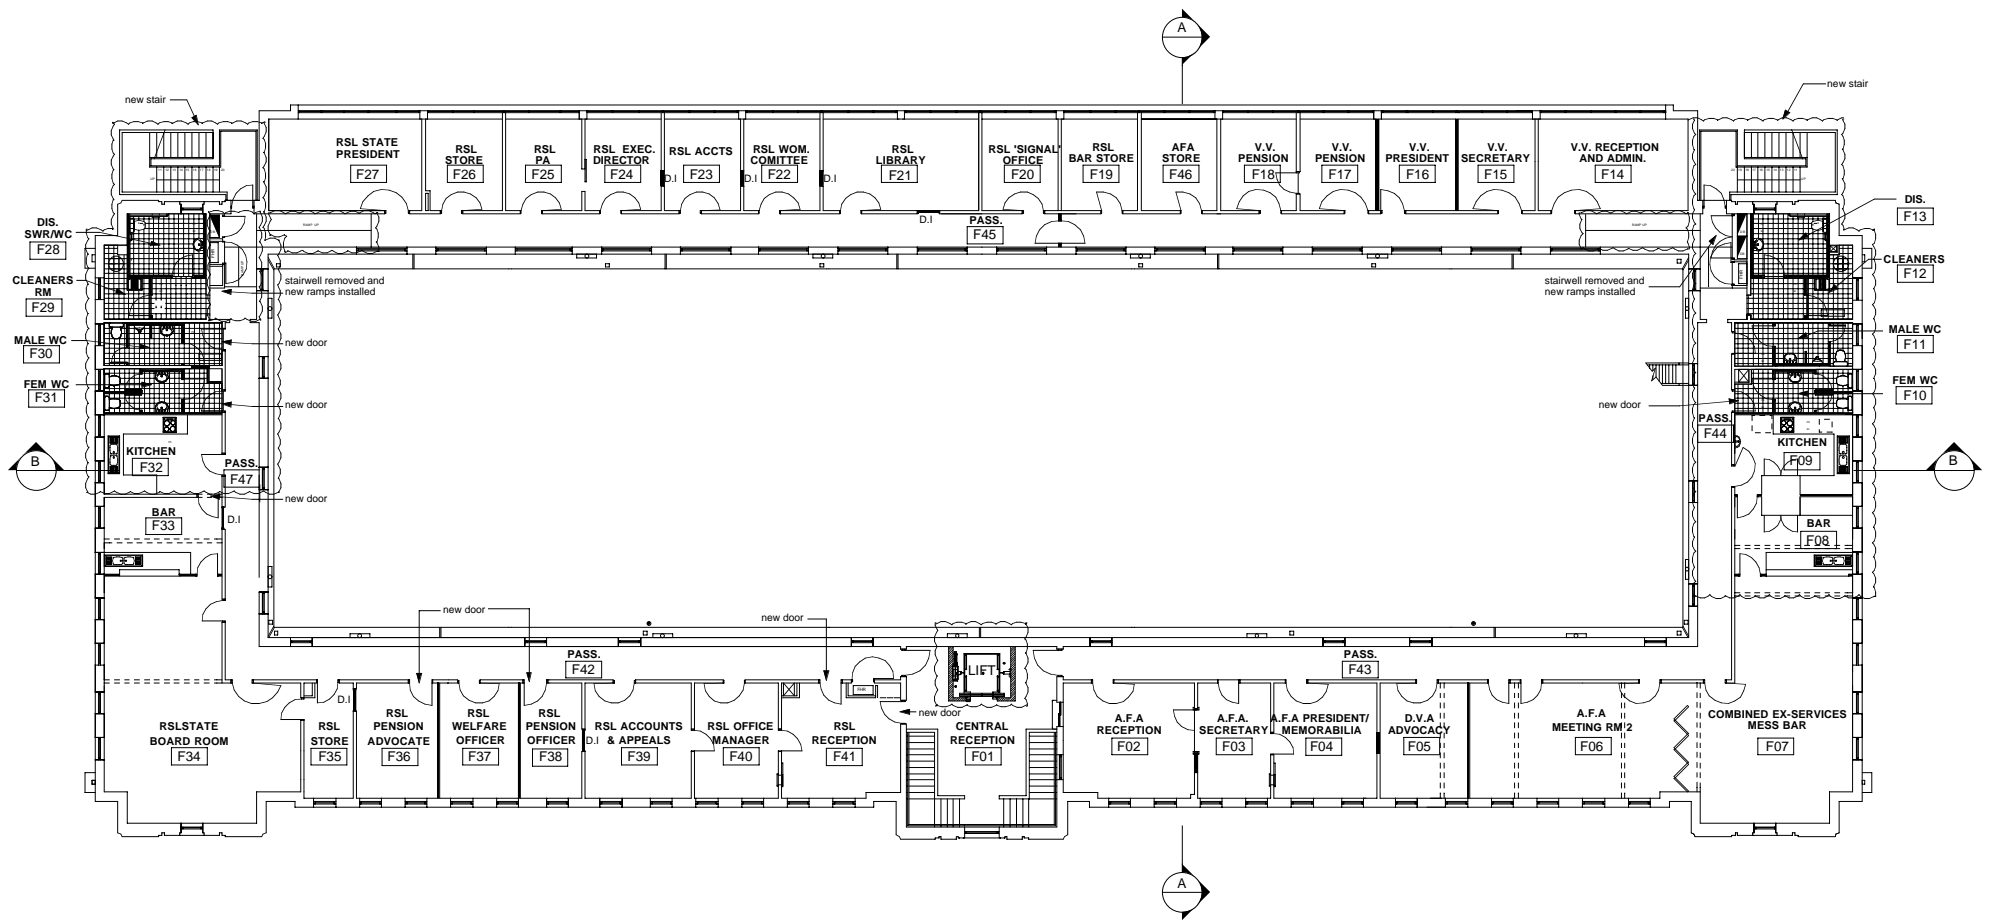 A
new stair
new stair
RSL STATE
PRESIDENT
F27
RSL
STORE
F26
RSL
PA
F25
RSL EXEC.
DIRECTOR
F24
D.I
RSL ACCTS
F23
D.I
RSL WOM.
COMITTEE
F22
D.I
RSL
LIBRARY
F21
RSL 'SIGNAL'
OFFICE
F20
RSL
BAR STORE
F19
AFA
STORE
F46
V.V.
PENSION
F18
V.V.
PENSION
F17
V.V.
PRESIDENT
F16
V.V.
SECRETARY
F15
V.V. RECEPTION
AND ADMIN.
F14
DIS.
SWR/WC
F28
RAMP UP
D.I
PASS.
F45
RAMP UP
DIS.
F13
CLEANERS
RM
F29
stairwell removed and
new ramps installed
stairwell removed and
new ramps installed
CLEANERS
F12
MALE WC
F30
new door
MALE WC
F11
FEM WC
F31
new door
new door
FEM WC
F10
B
KITCHEN
F32
PASS.
F47
PASS.
F44
KITCHEN
F09
B
new door
BAR
F33
D.I
BAR
F08
new door
new door
PASS.
F42
LIFT
PASS.
F43
RSLSTATE
BOARD ROOM
F34
RSL
STORE
F35
D.I
RSL
PENSION
ADVOCATE
F36
RSL
WELFARE
OFFICER
F37
RSL
PENSION
OFFICER
F38
D.I
RSL ACCOUNTS
& APPEALS
F39
RSL OFFICE
MANAGER
F40
RSL
RECEPTION
F41
FHR
new door
CENTRAL
RECEPTION
F01
A.F.A
RECEPTION
F02
A.F.A.
SECRETARY
F03
A.F.A PRESIDENT/
MEMORABILIA
F04
D.V.A
ADVOCACY
F05
A.F.A
MEETING RM 2
F06
COMBINED EX-SERVICES
MESS BAR
F07
A